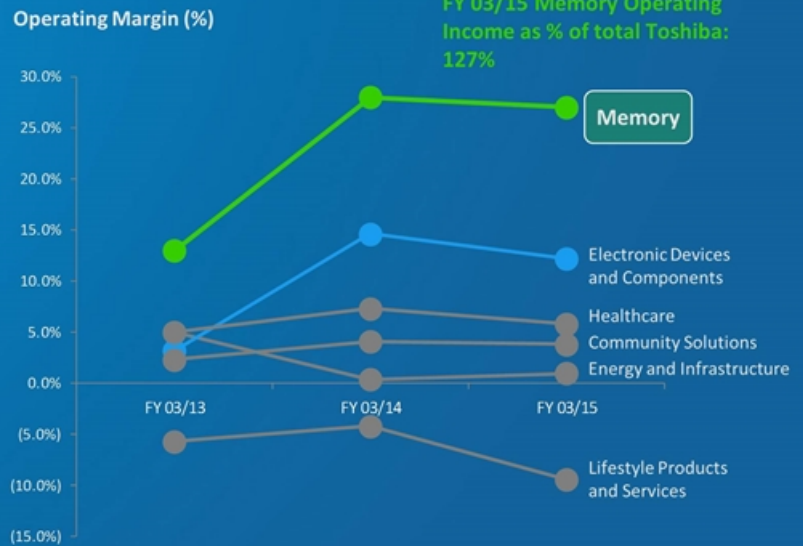 Operating Margin (%)
FY 03/15 Memory Operating
Income as % of total Toshiba:
127%
30.0%
25.0%
20.0%
15.0%
10.0%
5.0%
0.0%
(5.0%)
(10.0%)
(15.0%)
FY 03/13
FY 03/14
FY 03/15
Memory
Electronic Devices
and Components
Healthcare
Community Solutions
Energy and Infrastructure
Lifestyle Products
and Services